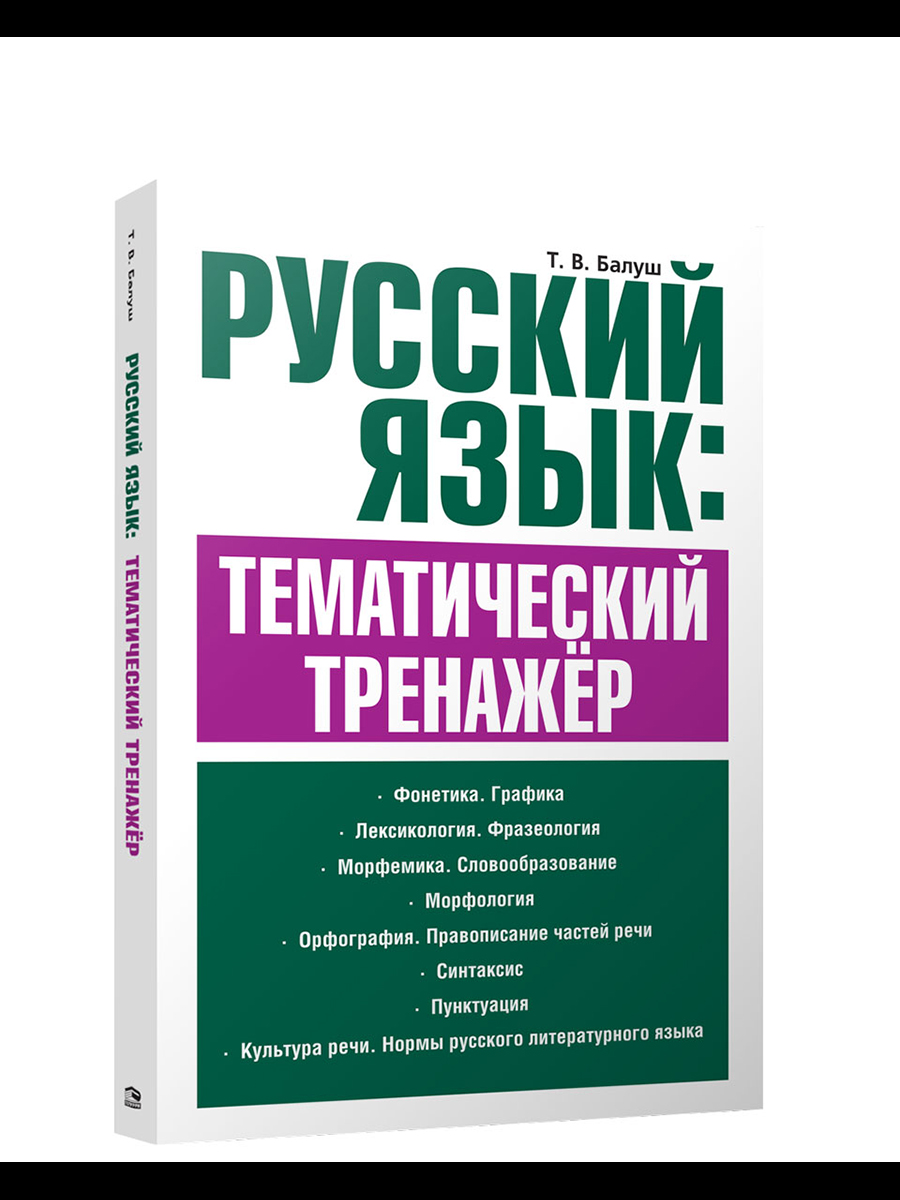 Т. В. Балуш
РУССКИЙ
ЯЗЫК:
ТЕМАТИЧЕСКИЙ
ТРЕНАЖЁР
· Фонетика. Графика
· Лексикология. Фразеология
· Морфемика. Словообразование
· Морфология
· Орфография. Правописание частей речи
· Синтаксис
· Пунктуация
· Культура речи. Нормы русского литературного языка
Т. В. Балуш РУССКИЙ ЯЗЫК: ТЕМАТИЧЕСКИЙ ТРЕНАЖЁР